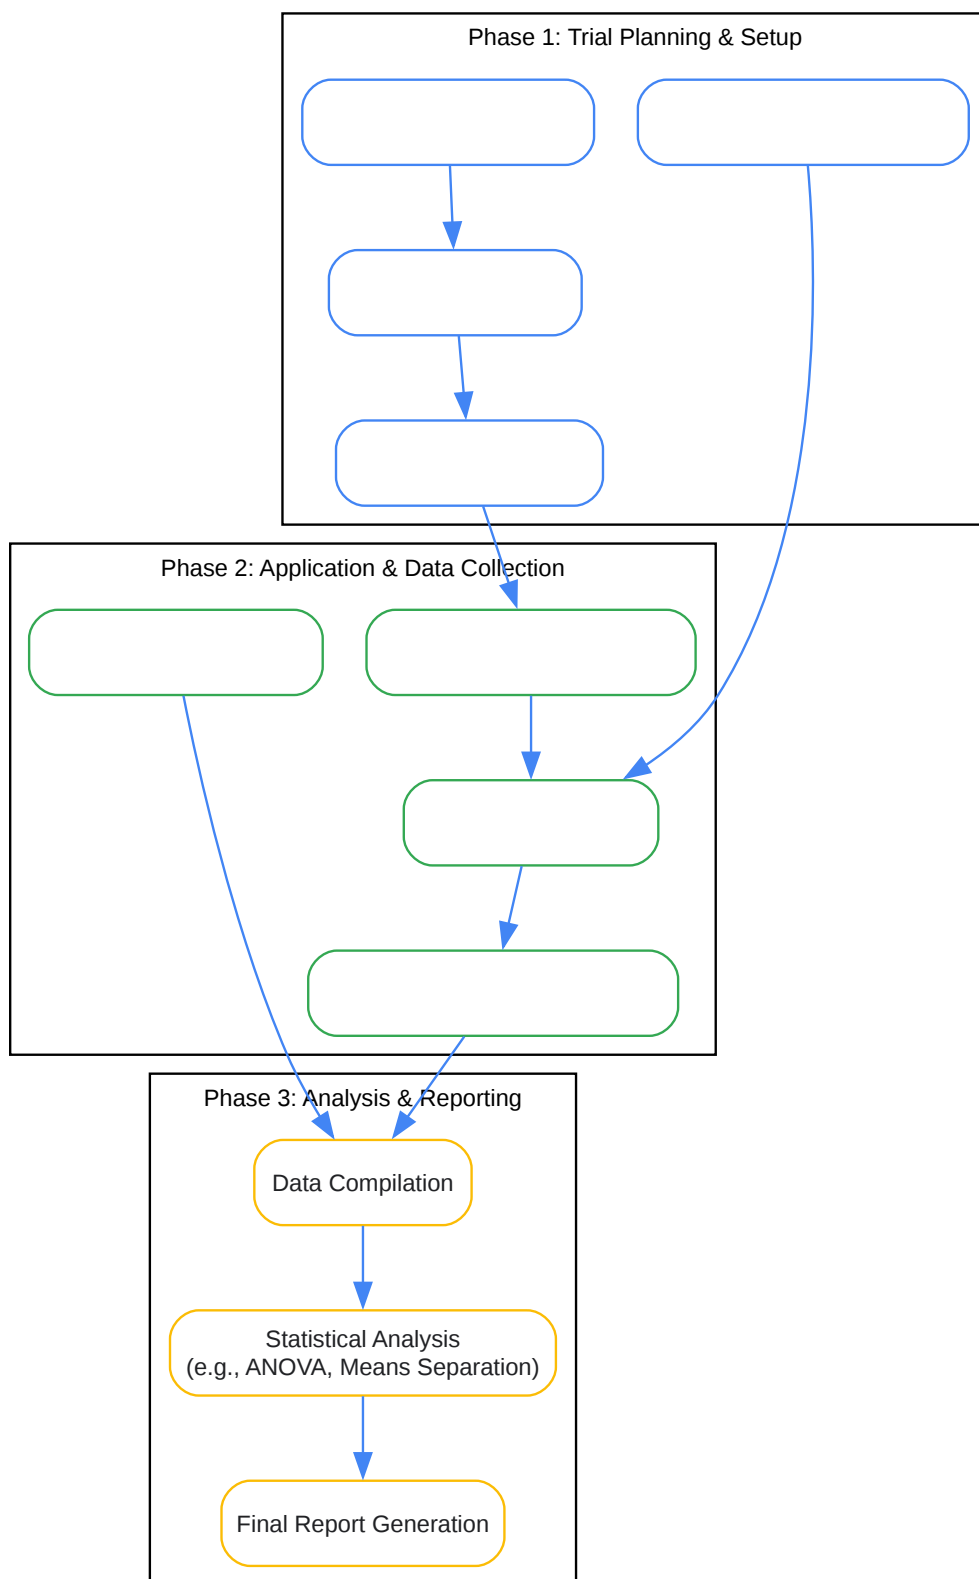 Phase 1: Trial Planning & Setup
Phase 2: Application & Data Collection
Phase 3: Analysis & Reporting
Data Compilation
Statistical Analysis
(e.g., ANOVA, Means Separation)
Final Report Generation